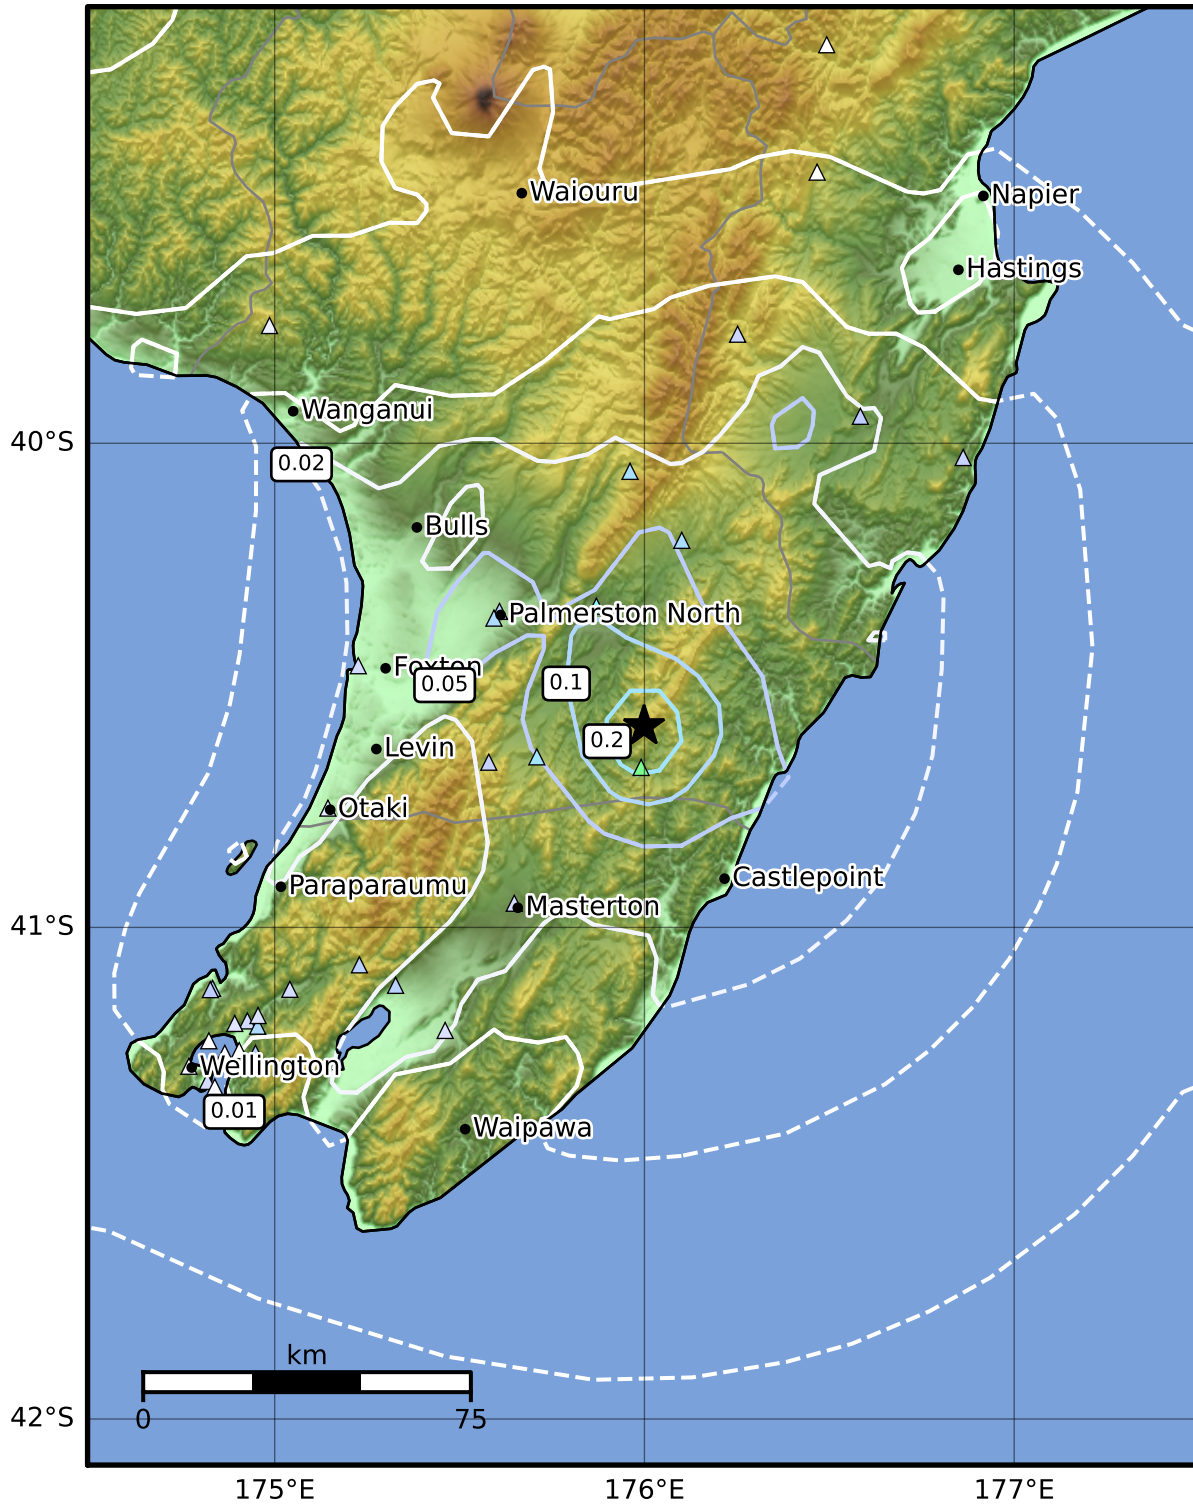 Waiouru
Napier
Hastings
Wanganui
40°S
0.02
Bulls
Palmerston North
Foxton
0.05
0.1
0.2
Levin
Otaki
Castlepoint
Paraparaumu
Masterton
41°S
Wellington
0.01
Waipawa
km
0
75
42°S
175°E
176°E
177°E